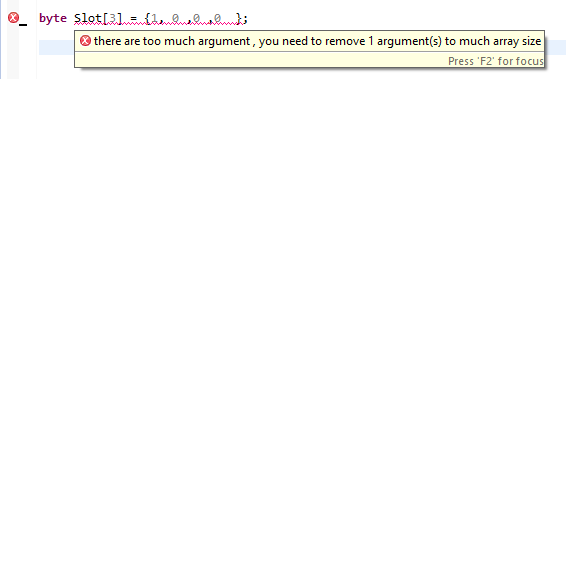 byte Slot[3] = {1, 0 ,0 ,0  };
there are too much argument , you need to remove 1 argument(s) to much array size
Press 'F2' for focus